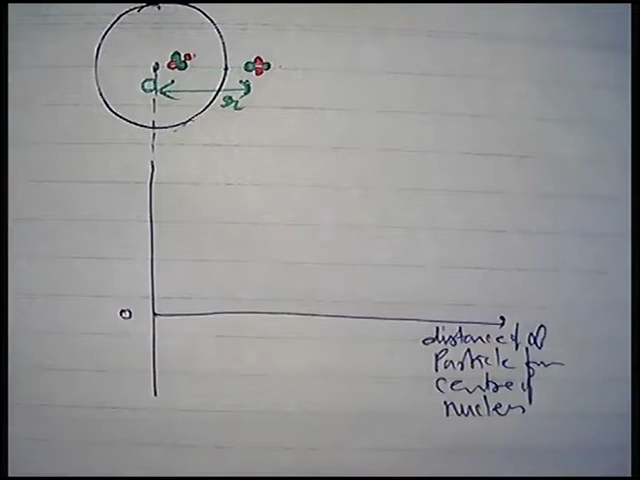 r
0
distance of α
Particle from
centre of
nucleus